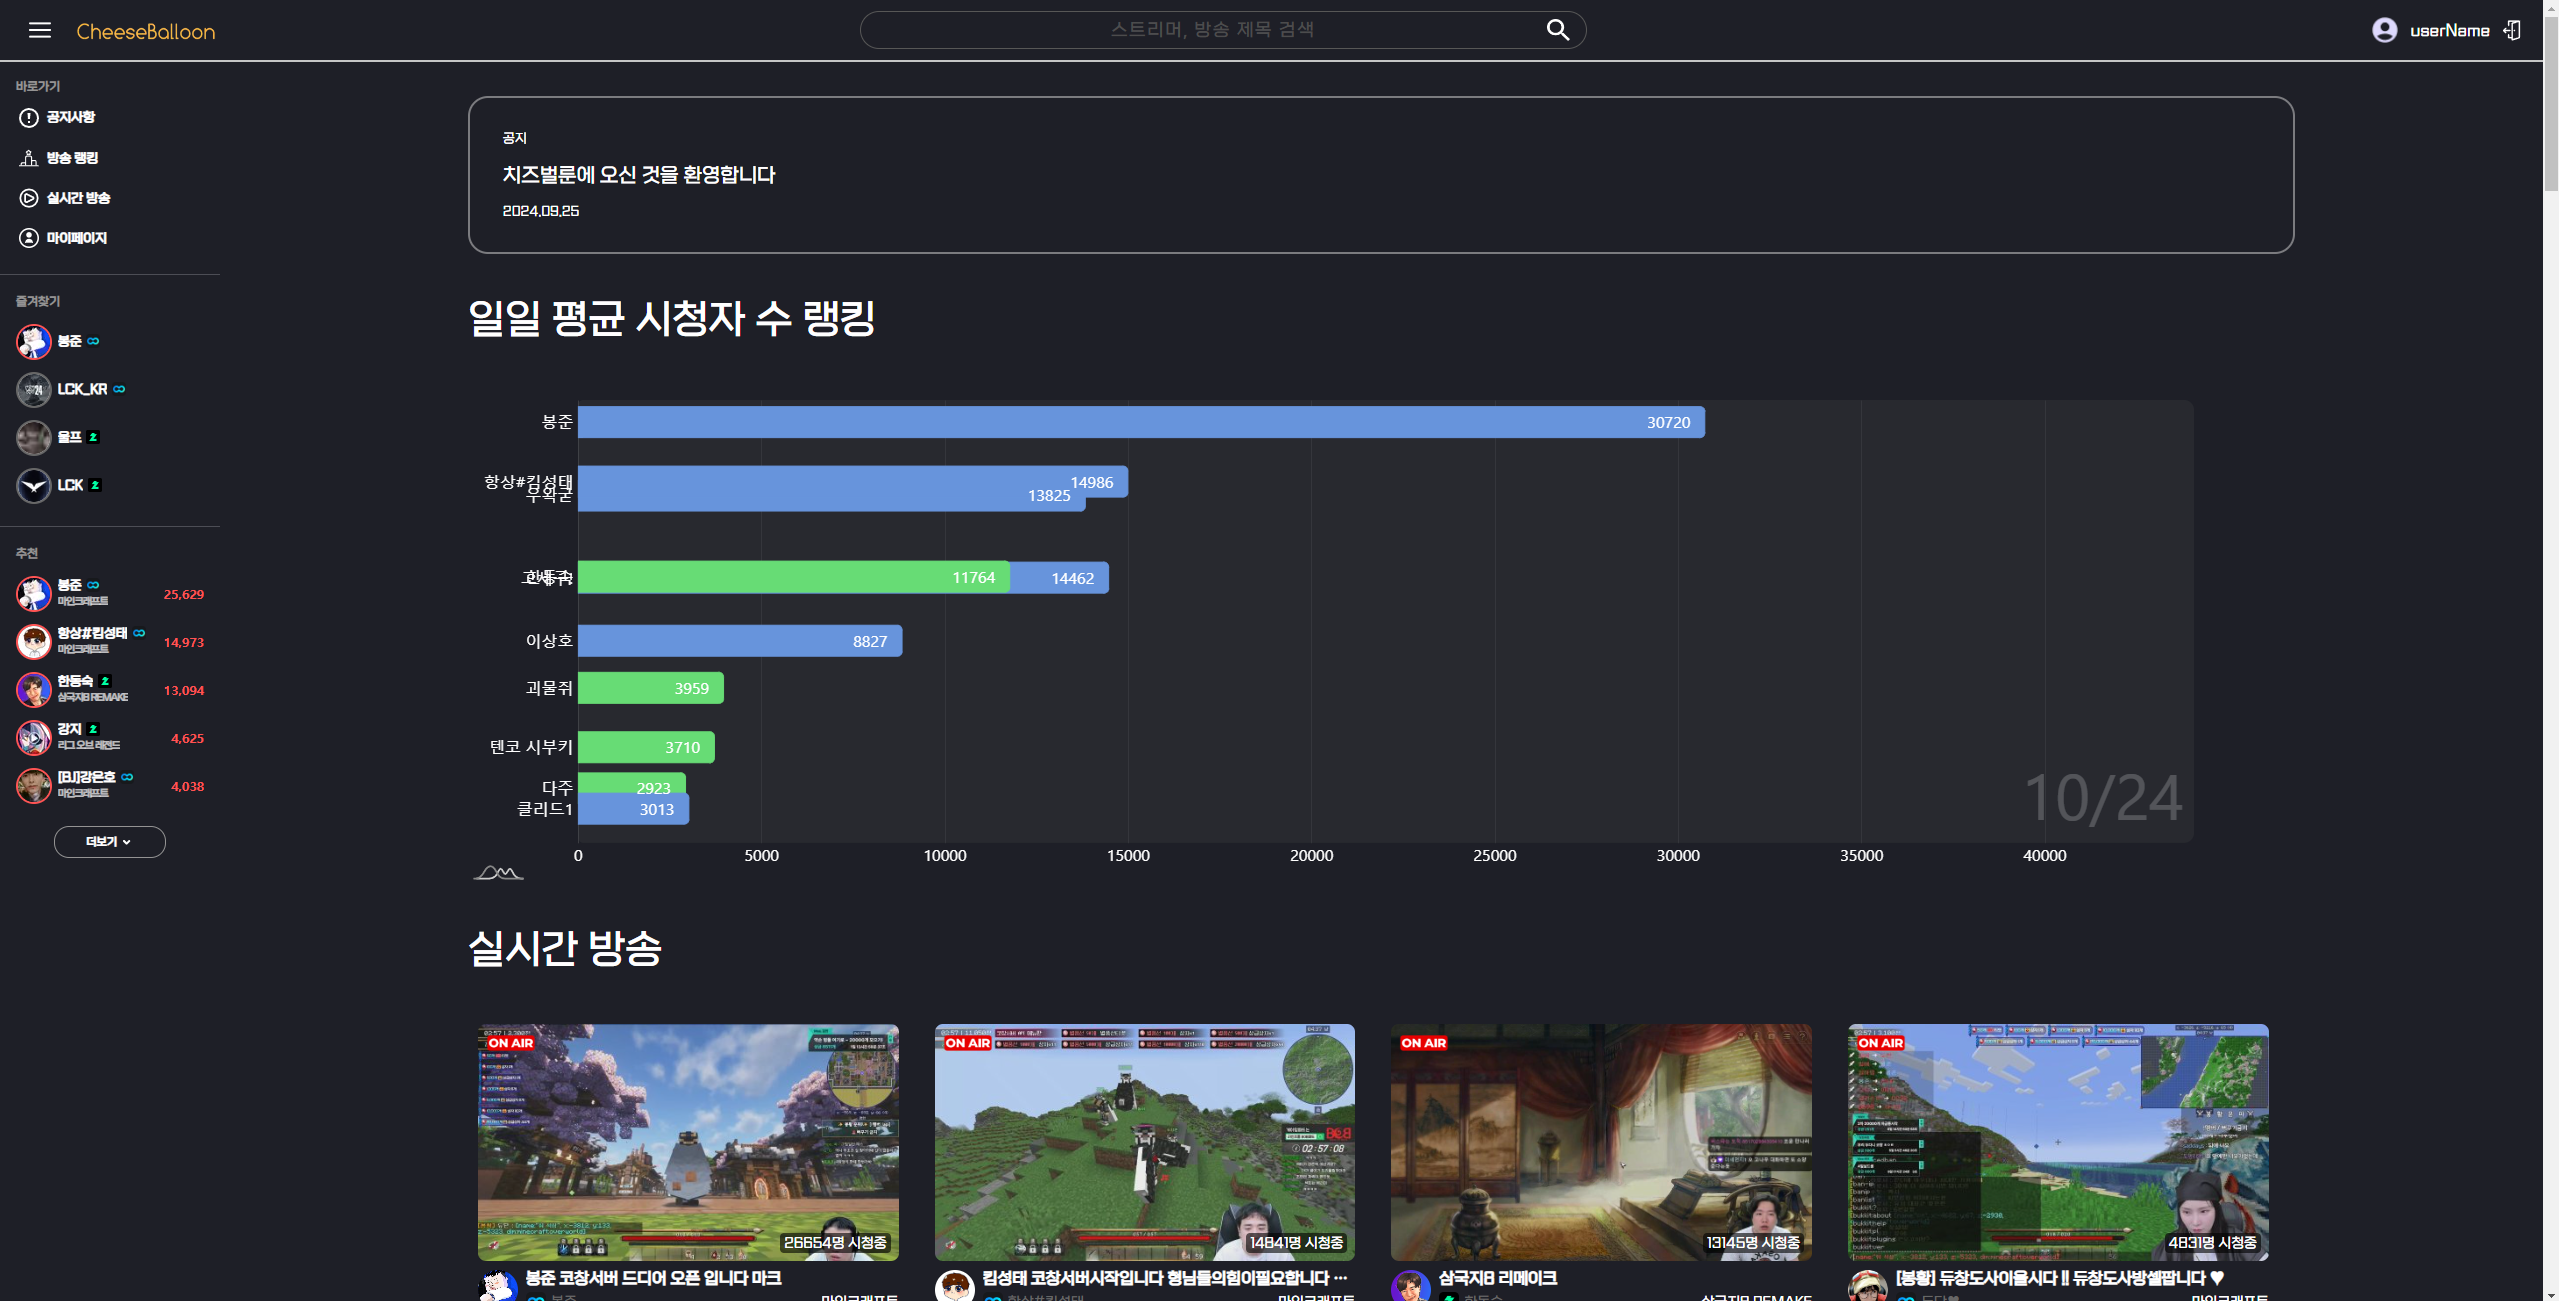 CheeseBalloon
스트리머, 방송 제목 검색
userName
바로가기
공지사항
방송 랭킹
실시간 방송
마이페이지
즐겨찾기
봉준
LCK_KR
울프
LCK
추천
봉준
마인크래프트
25,629
항상#킴성태
마인크래프트
14,973
한동숙
삼국지8 REMAKE
13,094
강지
리그 오브 레전드
4,625
[BJ]강은호
마인크래프트
4,038
더보기
공지
치즈벌룬에 오신 것을 환영합니다
2024.09.25
일일 평균 시청자 수 랭킹
봉준 30720
항상#킴성태 14986
우왁굳 13825
11764 14462
이상호 8827
괴물쥐 3959
텐코 시부키 3710
다주 2923
클리드1 3013
10/24
0 5000 10000 15000 20000 25000 30000 35000 40000
실시간 방송
ON AIR
26654명 시청중
봉준 코창서버 드디어 오픈 입니다 마크
봉준
마인크래프트
ON AIR
02:57:08
14841명 시청중
킴성태 코창서버시작입니다 형님들의힘이필요합니다 ...
항상#킴성태
마인크래프트
ON AIR
13145명 시청중
삼국지8 리메이크
한동숙
삼국지8 REMAKE
ON AIR
4831명 시청중
[봉황] 듀창도사이율시다 !! 듀창도사방셀팝니다 ♥
마인크래프트